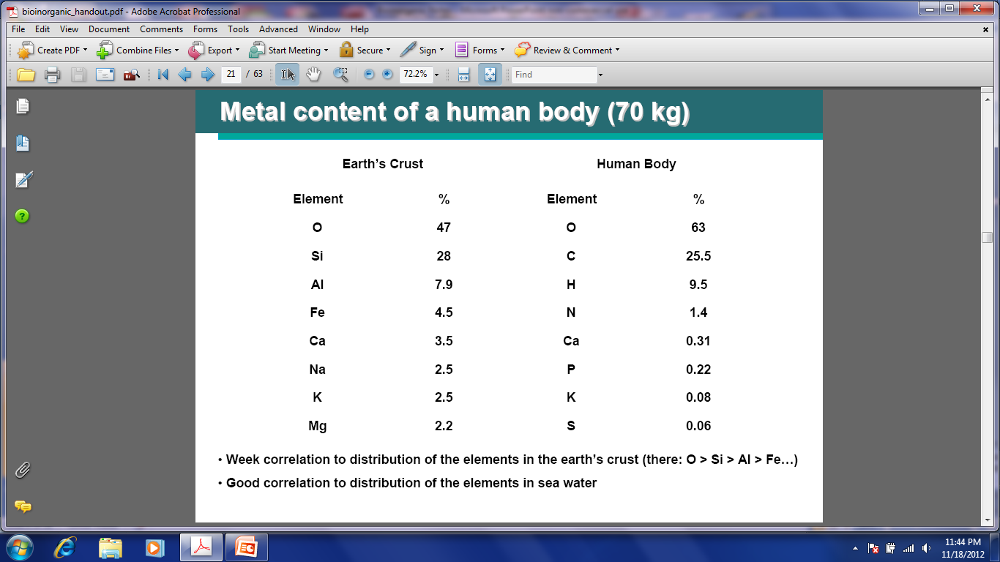 bioinorganic_handout.pdf - Adobe Acrobat Professional
File Edit View Document Comments Forms Tools Advanced Window Help
Create PDF Combine Files Export Start Meeting Secure Sign Forms Review & Comment
21 / 63 72.2% Find
Metal content of a human body (70 kg)
Earth's Crust Human Body
Element % Element %
O 47 O 63
Si 28 C 25.5
Al 7.9 H 9.5
Fe 4.5 N 1.4
Ca 3.5 Ca 0.31
Na 2.5 P 0.22
K 2.5 K 0.08
Mg 2.2 S 0.06
• Week correlation to distribution of the elements in the earth's crust (there: O > Si > Al > Fe…)
• Good correlation to distribution of the elements in sea water
11:44 PM
11/18/2012